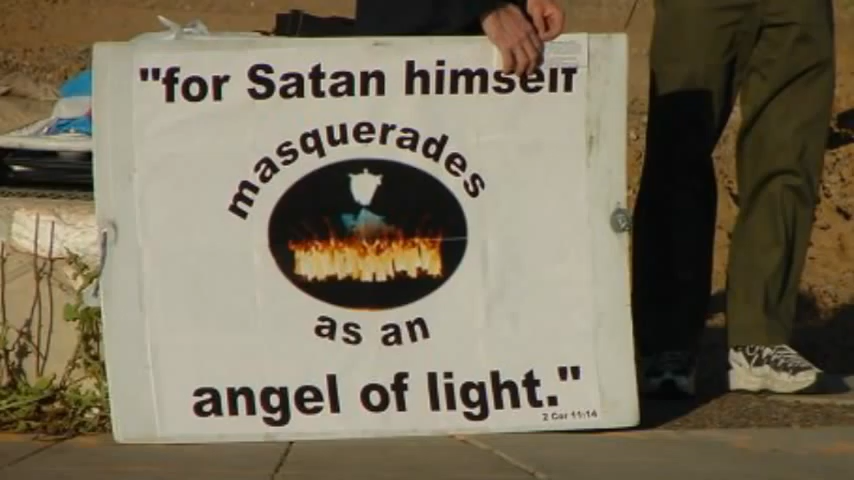 "for Satan himself
masquerades
as an
angel of light."
2 Cor 11:14